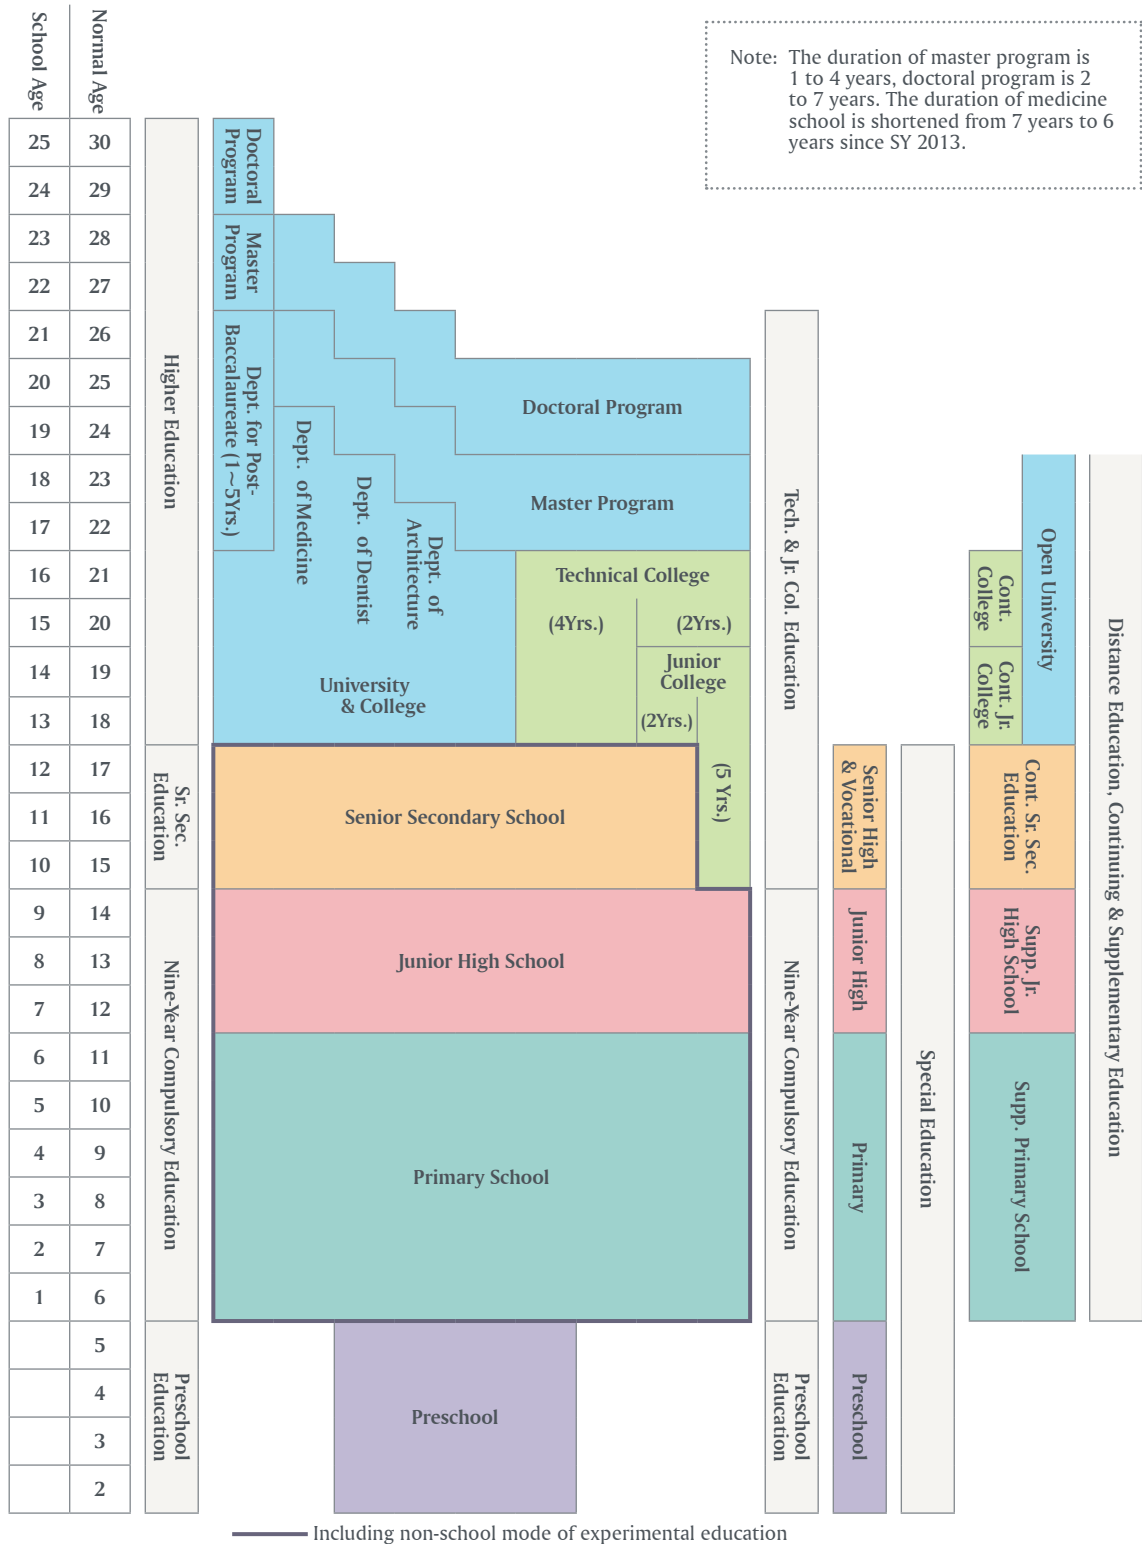 School Age
Normal Age
Note: The duration of master program is
1 to 4 years, doctoral program is 2
to 7 years. The duration of medicine
school is shortened from 7 years to 6
years since SY 2013.
25 30
24 29
23 28
22 27
21 26
20 25
19 24
18 23
17 22
16 21
15 20
14 19
13 18
12 17
11 16
10 15
9 14
8 13
7 12
6 11
5 10
4 9
3 8
2 7
1 6
5
4
3
2
Higher Education
Sr. Sec.
Education
Nine-Year Compulsory Education
Preschool
Education
Doctoral
Program
Master
Program
Dept. for Post-
Baccalaureate (1~5Yrs.)
Dept. of Medicine
Dept. of Dentist
Dept. of
Architecture
Doctoral Program
Master Program
University
& College
Technical College
(4Yrs.)
(2Yrs.)
Junior
College
(2Yrs.)
(5 Yrs.)
Senior Secondary School
Junior High School
Primary School
Preschool
Tech. & Jr. Col. Education
Nine-Year Compulsory Education
Preschool
Education
Senior High
& Vocational
Junior High
Primary
Preschool
Special Education
Cont.
College
Cont. Jr.
College
Open University
Cont. Sr. Sec.
Education
Supp. Jr.
High School
Supp. Primary School
Distance Education, Continuing & Supplementary Education
Including non-school mode of experimental education